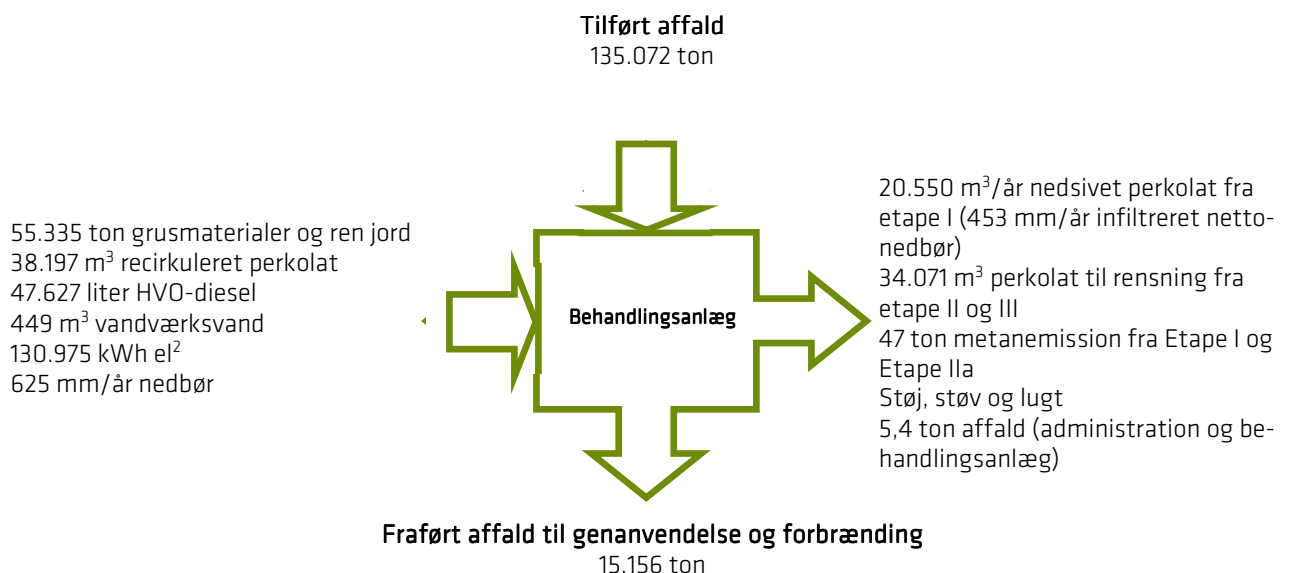 Tilført affald
135.072 ton
55.335 ton grusmaterialer og ren jord
38.197 m³ recirkuleret perkolat
47.627 liter HVO-diesel
449 m³ vandværksvand
130.975 kWh el²
625 mm/år nedbør
Behandlingsanlæg
20.550 m³/år nedsivet perkolat fra
etape I (453 mm/år infiltreret netto-
nedbør)
34.071 m³ perkolat til rensning fra
etape II og III
47 ton metanemission fra Etape I og
Etape IIa
Støj, støv og lugt
5,4 ton affald (administration og be-
handlingsanlæg)
Fraført affald til genanvendelse og forbrænding
15.156 ton